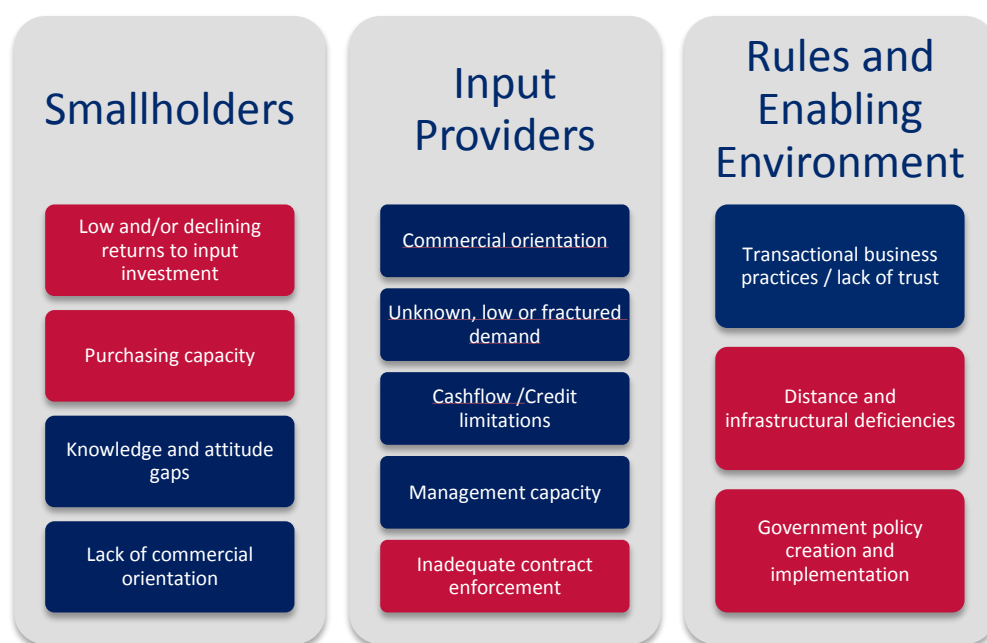 Smallholders
Low and/or declining
returns to input
investment
Purchasing capacity
Knowledge and attitude
gaps
Lack of commercial
orientation
Input
Providers
Commercial orientation
Unknown, low or fractured
demand
Cashflow /Credit
limitations
Management capacity
Inadequate contract
enforcement
Rules and
Enabling
Environment
Transactional business
practices / lack of trust
Distance and
infrastructural deficiencies
Government policy
creation and
implementation